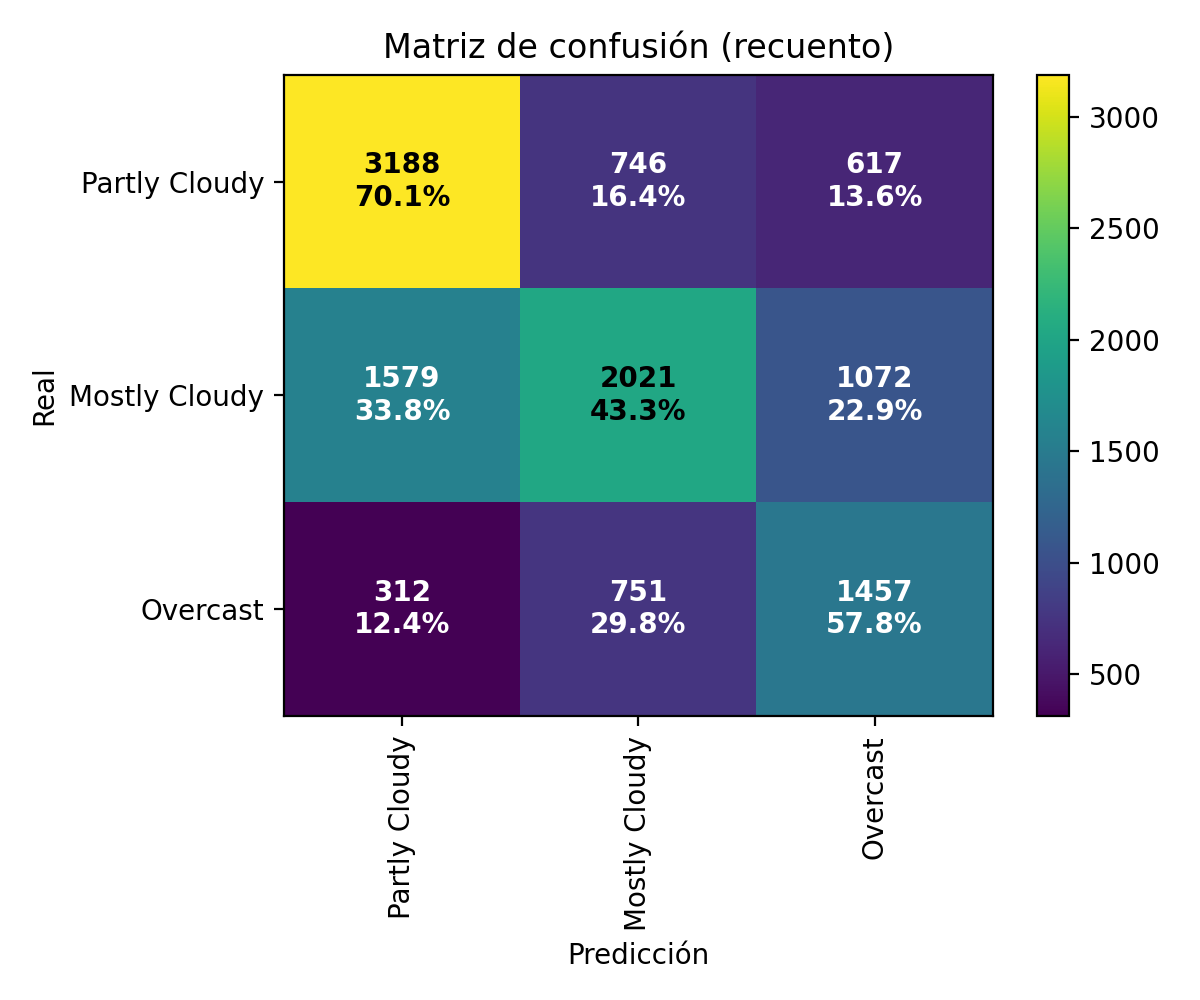 Matriz de confusión (recuento)
Partly Cloudy
3188
70.1%
746
16.4%
617
13.6%
Real
Mostly Cloudy
1579
33.8%
2021
43.3%
1072
22.9%
Overcast
312
12.4%
751
29.8%
1457
57.8%
Partly Cloudy
Mostly Cloudy
Overcast
Predicción
3000
2500
2000
1500
1000
500